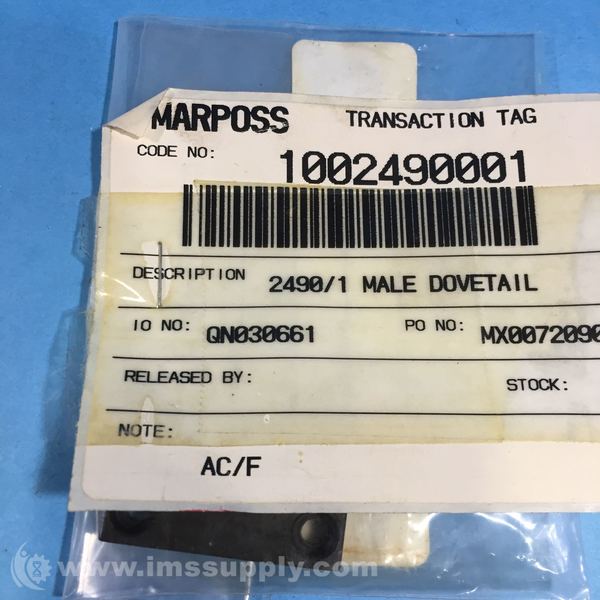 MARPOSS TRANSACTION TAG
CODE NO: 1002490001
DESCRIPTION 2490/1 MALE DOVETAIL
IO NO: QN030661 PO NO: MX0072090
RELEASED BY: STOCK:
NOTE:
AC/F
www.imssupply.com